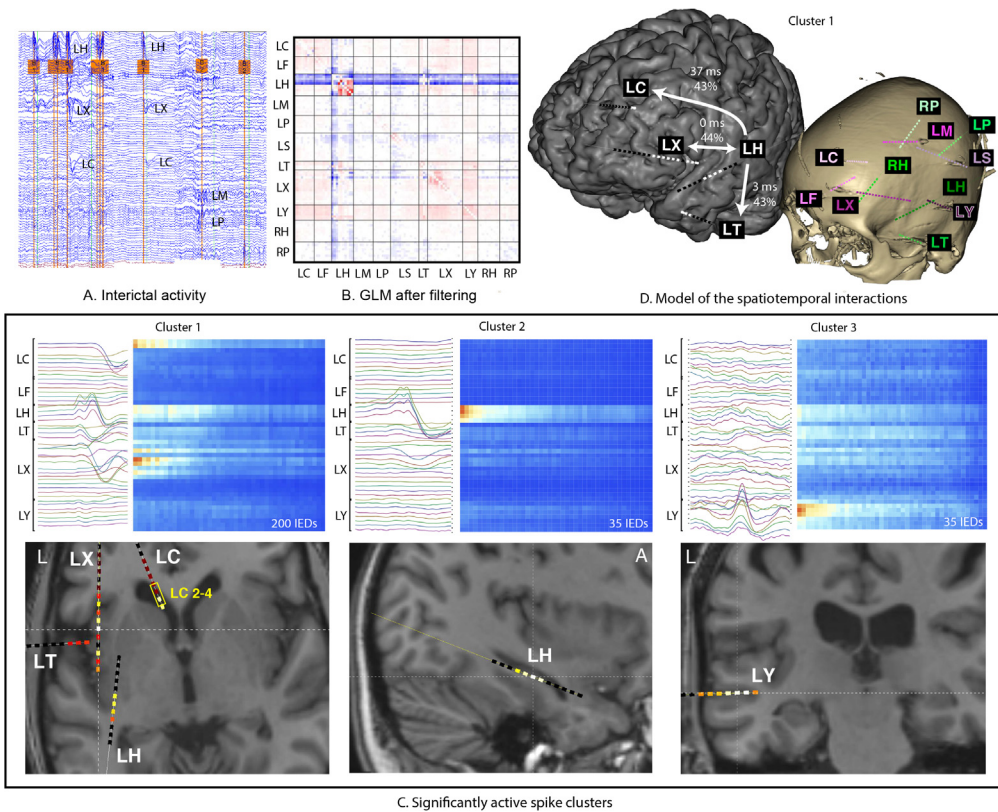 LH
LH
LX
LX
LC
LC
LM
LP
A. Interictal activity
LC
LF
LH
LM
LP
LS
LT
LX
LY
RH
RP
LC LF LH LM LP LS LT LX LY RH RP
B. GLM after filtering
Cluster 1
37 ms
43%
LC
0 ms
44%
LX
LH
3 ms
43%
LT
RP
LM
LP
LC
RH
LS
LF
LX
LH
LY
LT
D. Model of the spatiotemporal interactions
Cluster 1
LC
LF
LH
LT
LX
LY
200 IEDs
Cluster 2
LC
LF
LH
LT
LX
LY
35 IEDs
Cluster 3
LC
LF
LH
LT
LX
LY
35 IEDs
L
LX
LC
LC 2-4
LT
LH
A
LH
L
LY
C. Significantly active spike clusters